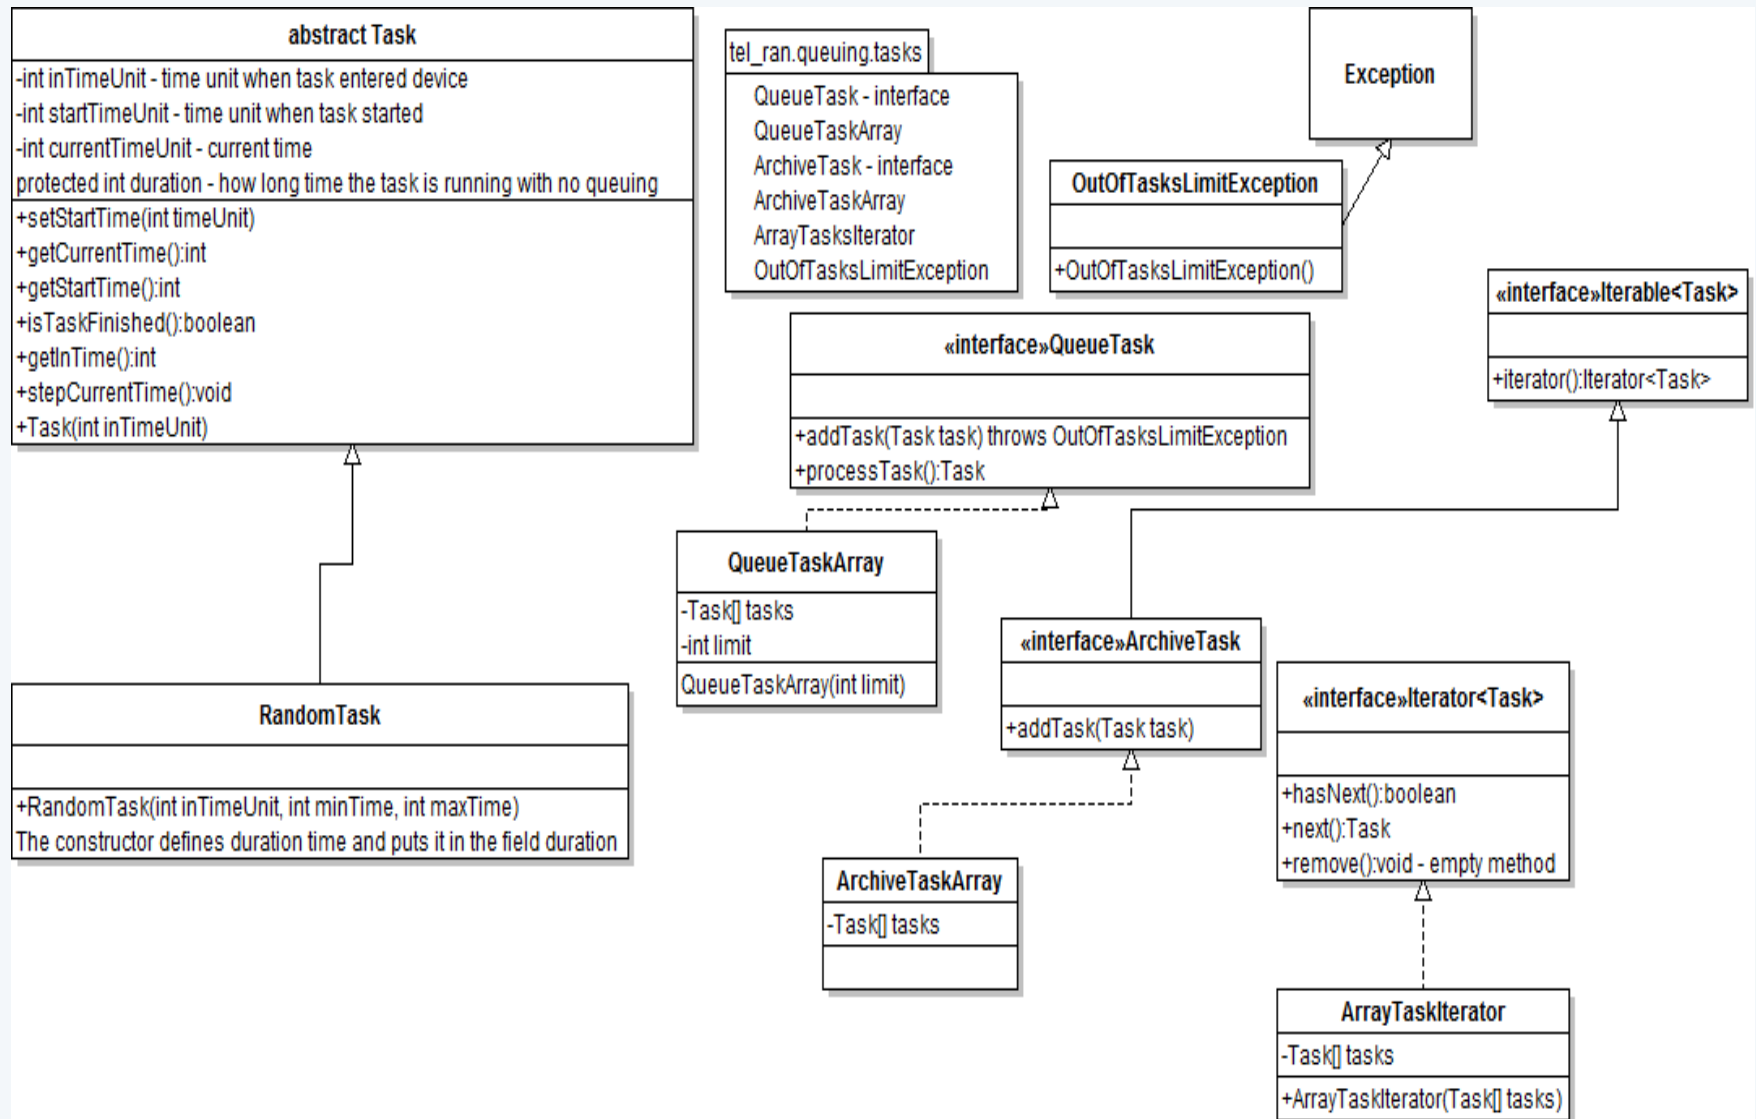 abstract Task
-int inTimeUnit - time unit when task entered device
-int startTimeUnit - time unit when task started
-int currentTimeUnit - current time
protected int duration - how long time the task is running with no queuing
+setStartTime(int timeUnit)
+getCurrentTime():int
+getStartTime():int
+isTaskFinished():boolean
+getInTime():int
+stepCurrentTime():void
+Task(int inTimeUnit)
RandomTask
+RandomTask(int inTimeUnit, int minTime, int maxTime)
The constructor defines duration time and puts it in the field duration
tel_ran.queuing.tasks
QueueTask - interface
QueueTaskArray
ArchiveTask - interface
ArchiveTaskArray
ArrayTasksIterator
OutOfTasksLimitException
Exception
OutOfTasksLimitException
+OutOfTasksLimitException()
«interface»Iterable<Task>
+iterator():Iterator<Task>
«interface»QueueTask
+addTask(Task task) throws OutOfTasksLimitException
+processTask():Task
QueueTaskArray
-Task[] tasks
-int limit
QueueTaskArray(int limit)
«interface»ArchiveTask
+addTask(Task task)
ArchiveTaskArray
-Task[] tasks
«interface»Iterator<Task>
+hasNext():boolean
+next():Task
+remove():void - empty method
ArrayTaskIterator
-Task[] tasks
+ArrayTaskIterator(Task[] tasks)